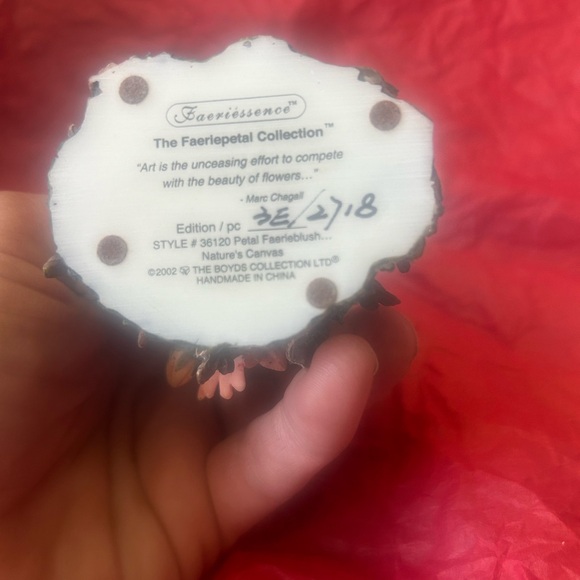 Faeriëssence™
The Faeriepetal Collection™
"Art is the unceasing effort to compete
with the beauty of flowers..."
- Marc Chagall
Edition / pc 3E/2718
STYLE # 36120 Petal Faerieblush...
Nature's Canvas
©2002 THE BOYDS COLLECTION LTD®
HANDMADE IN CHINA